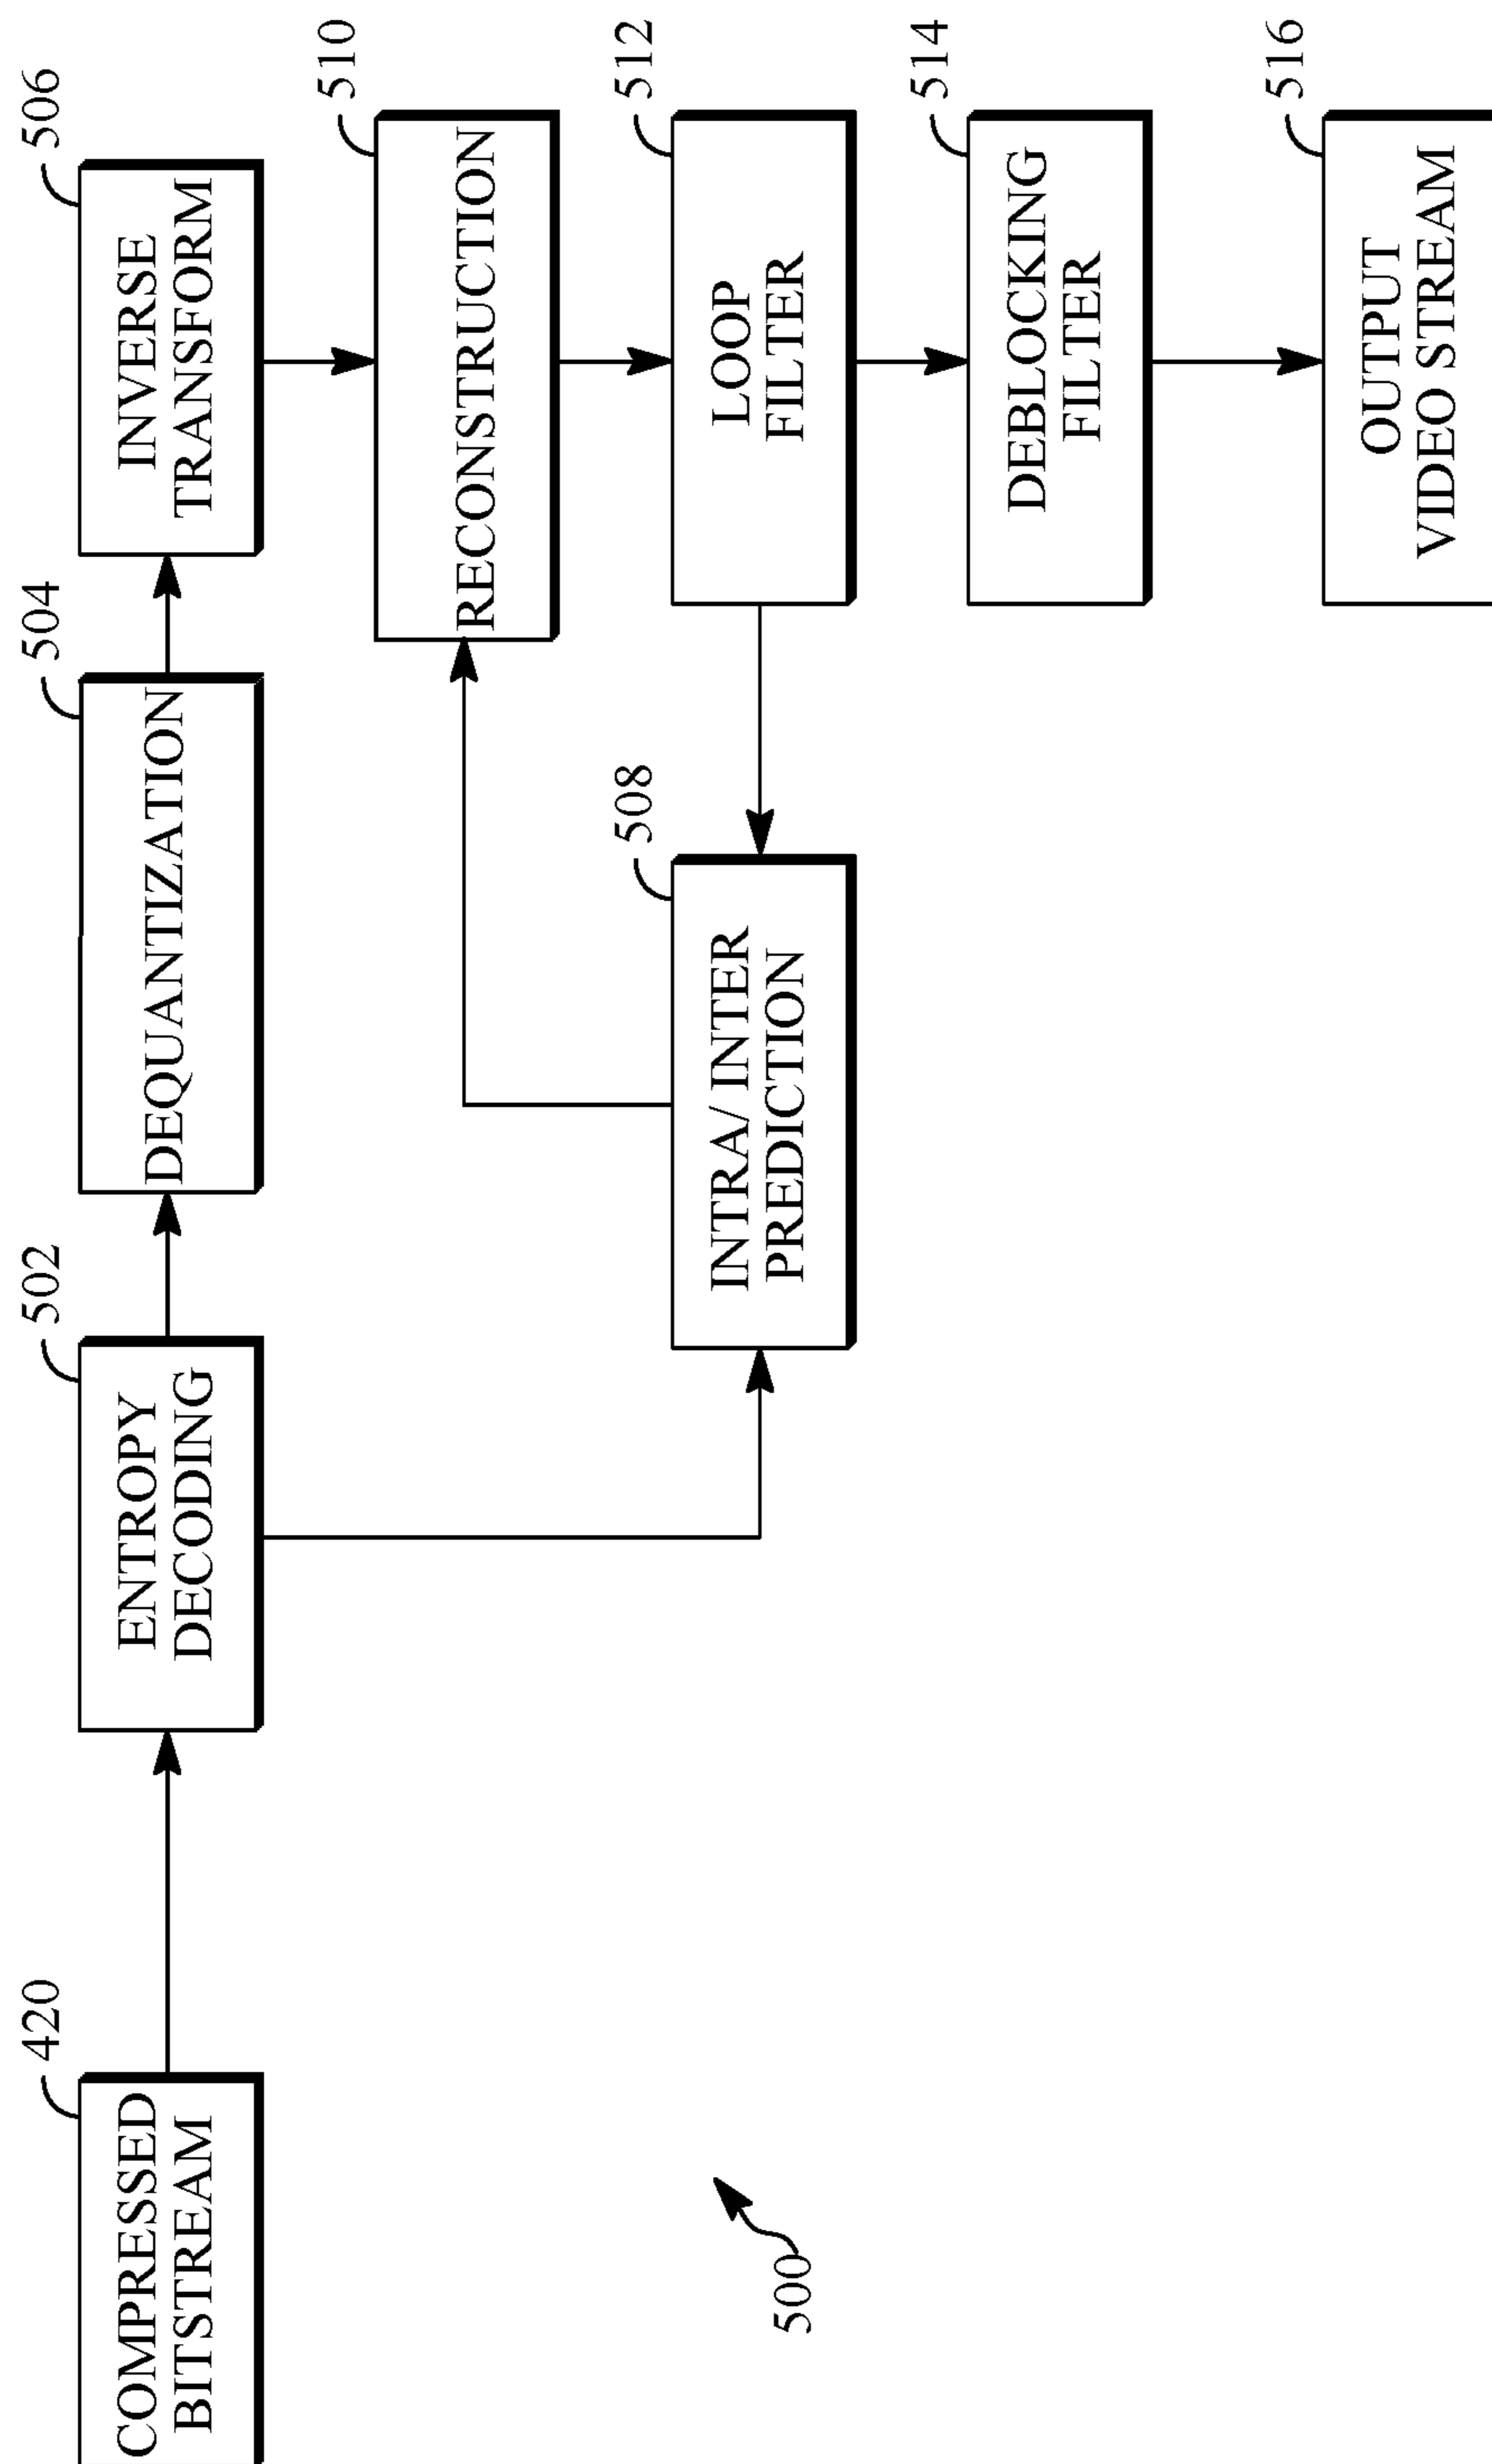 420
COMPRESSED
BITSTREAM
502
ENTROPY
DECODING
504
DEQUANTIZATION
506
INVERSE
TRANSFORM
510
RECONSTRUCTION
508
INTRA/ INTER
PREDICTION
512
LOOP
FILTER
514
DEBLOCKING
FILTER
516
OUTPUT
VIDEO STREAM
500